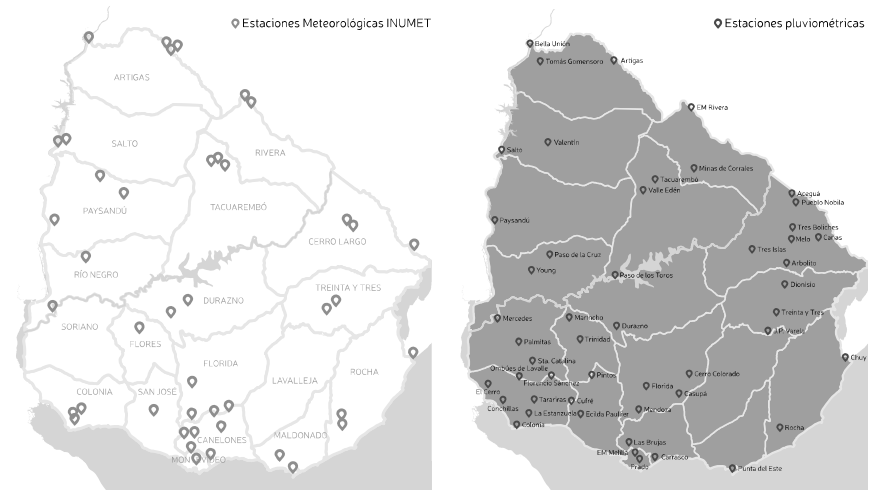 Estaciones Meteorológicas INUMET
ARTIGAS
SALTO
RIVERA
PAYSANDÚ
TACUAREMBÓ
CERRO LARGO
RÍO NEGRO
TREINTA Y TRES
DURAZNO
SORIANO
FLORES
FLORIDA
ROCHA
LAVALLEJA
COLONIA
SAN JOSÉ
CANELONES
MALDONADO
MONTEVIDEO
Estaciones pluviométricas
Bella Unión
Tomás Gomensoro
Artigas
EM Rivera
Valentín
Salto
Minas de Corrales
Tacuarembó
Valle Edén
Aceguá
Pueblo Nobila
Paysandú
Tres Boliches
Melo
Cañas
Tres Islas
Paso de la Cruz
Arbolito
Young
Paso de los Toros
Dionisio
Mercedes
Marincho
Durazno
Treinta y Tres
J.P. Varela
Palmitas
Trinidad
Chuy
Sta. Catalina
Ombúes de Lavalle
Cerro Colorado
Pintos
Florencio Sánchez
El Cerro
Florida
Casupá
Conchillas
Tarariras
Cufré
Mendoza
La Estanzuela
Ecilda Paullier
Colonia
Rocha
Las Brujas
EM Melilla
Prado
Carrasco
Punta del Este